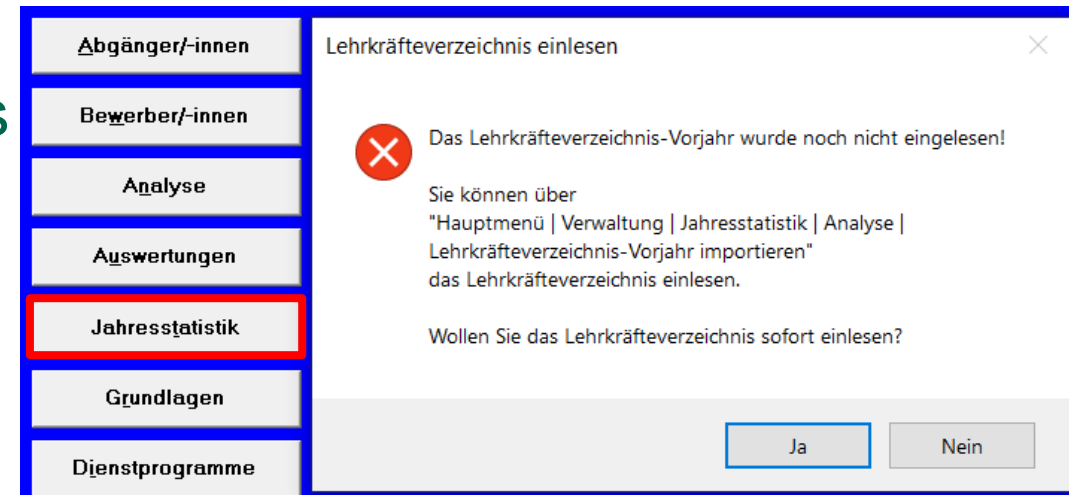 s
Abgänger/-innen
Bewerber/-innen
Analyse
Auswertungen
Jahresstatistik
Grundlagen
Dienstprogramme
Lehrkräfteverzeichnis einlesen
Das Lehrkräfteverzeichnis-Vorjahr wurde noch nicht eingelesen!
Sie können über
"Hauptmenü | Verwaltung | Jahresstatistik | Analyse |
Lehrkräfteverzeichnis-Vorjahr importieren"
das Lehrkräfteverzeichnis einlesen.
Wollen Sie das Lehrkräfteverzeichnis sofort einlesen?
Ja
Nein